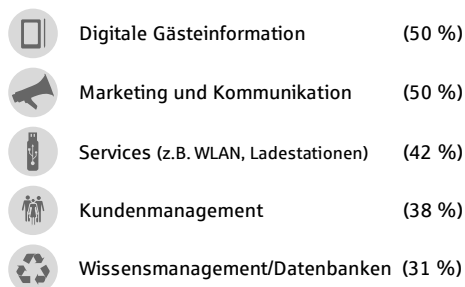 Digitale Gästeinformation (50 %)
Marketing und Kommunikation (50 %)
Services (z.B. WLAN, Ladestationen) (42 %)
Kundenmanagement (38 %)
Wissensmanagement/Datenbanken (31 %)